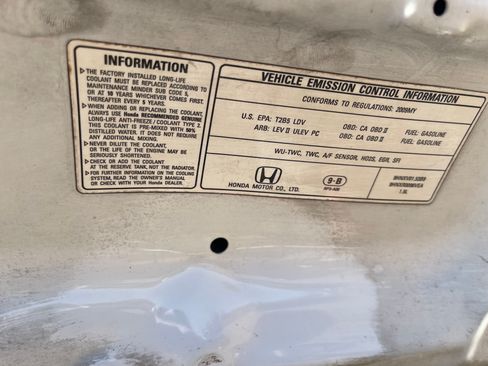 INFORMATION
▶ THE FACTORY INSTALLED LONG-LIFE
COOLANT MUST BE REPLACED ACCORDING TO
MAINTENANCE MINDER SUB CODE 5,
OR AT 10 YEARS WHICHEVER COMES FIRST.
THEREAFTER EVERY 5 YEARS.
▶ WHEN ADDING OR REPLACING THE COOLANT,
ALWAYS USE Honda RECOMMENDED GENUINE
LONG-LIFE ANTI-FREEZE/COOLANT TYPE 2.
THIS COOLANT IS PRE-MIXED WITH 50%
DISTILLED WATER. IT DOES NOT REQUIRE
ANY ADDITIONAL MIXING.
▶ NEVER DILUTE THE COOLANT
OR THE LIFE OF THE ENGINE MAY BE
SERIOUSLY SHORTENED.
▶ CHECK OR ADD THE COOLANT
AT THE RESERVE TANK, NOT THE RADIATOR.
▶ FOR FURTHER INFORMATION ON THE COOLING
SYSTEM, READ THE OWNER'S MANUAL
OR CHECK WITH YOUR Honda DEALER.
VEHICLE EMISSION CONTROL INFORMATION
CONFORMS TO REGULATIONS: 2009MY
U.S. EPA: T2B5 LDV OBD: CA OBD II FUEL: GASOLINE
ARB: LEV II ULEV PC OBD: CA OBD II FUEL: GASOLINE
WU-TWC, TWC, A/F SENSOR, HO2S, EGR, SFI
HONDA MOTOR CO., LTD.
9-B
1.8L